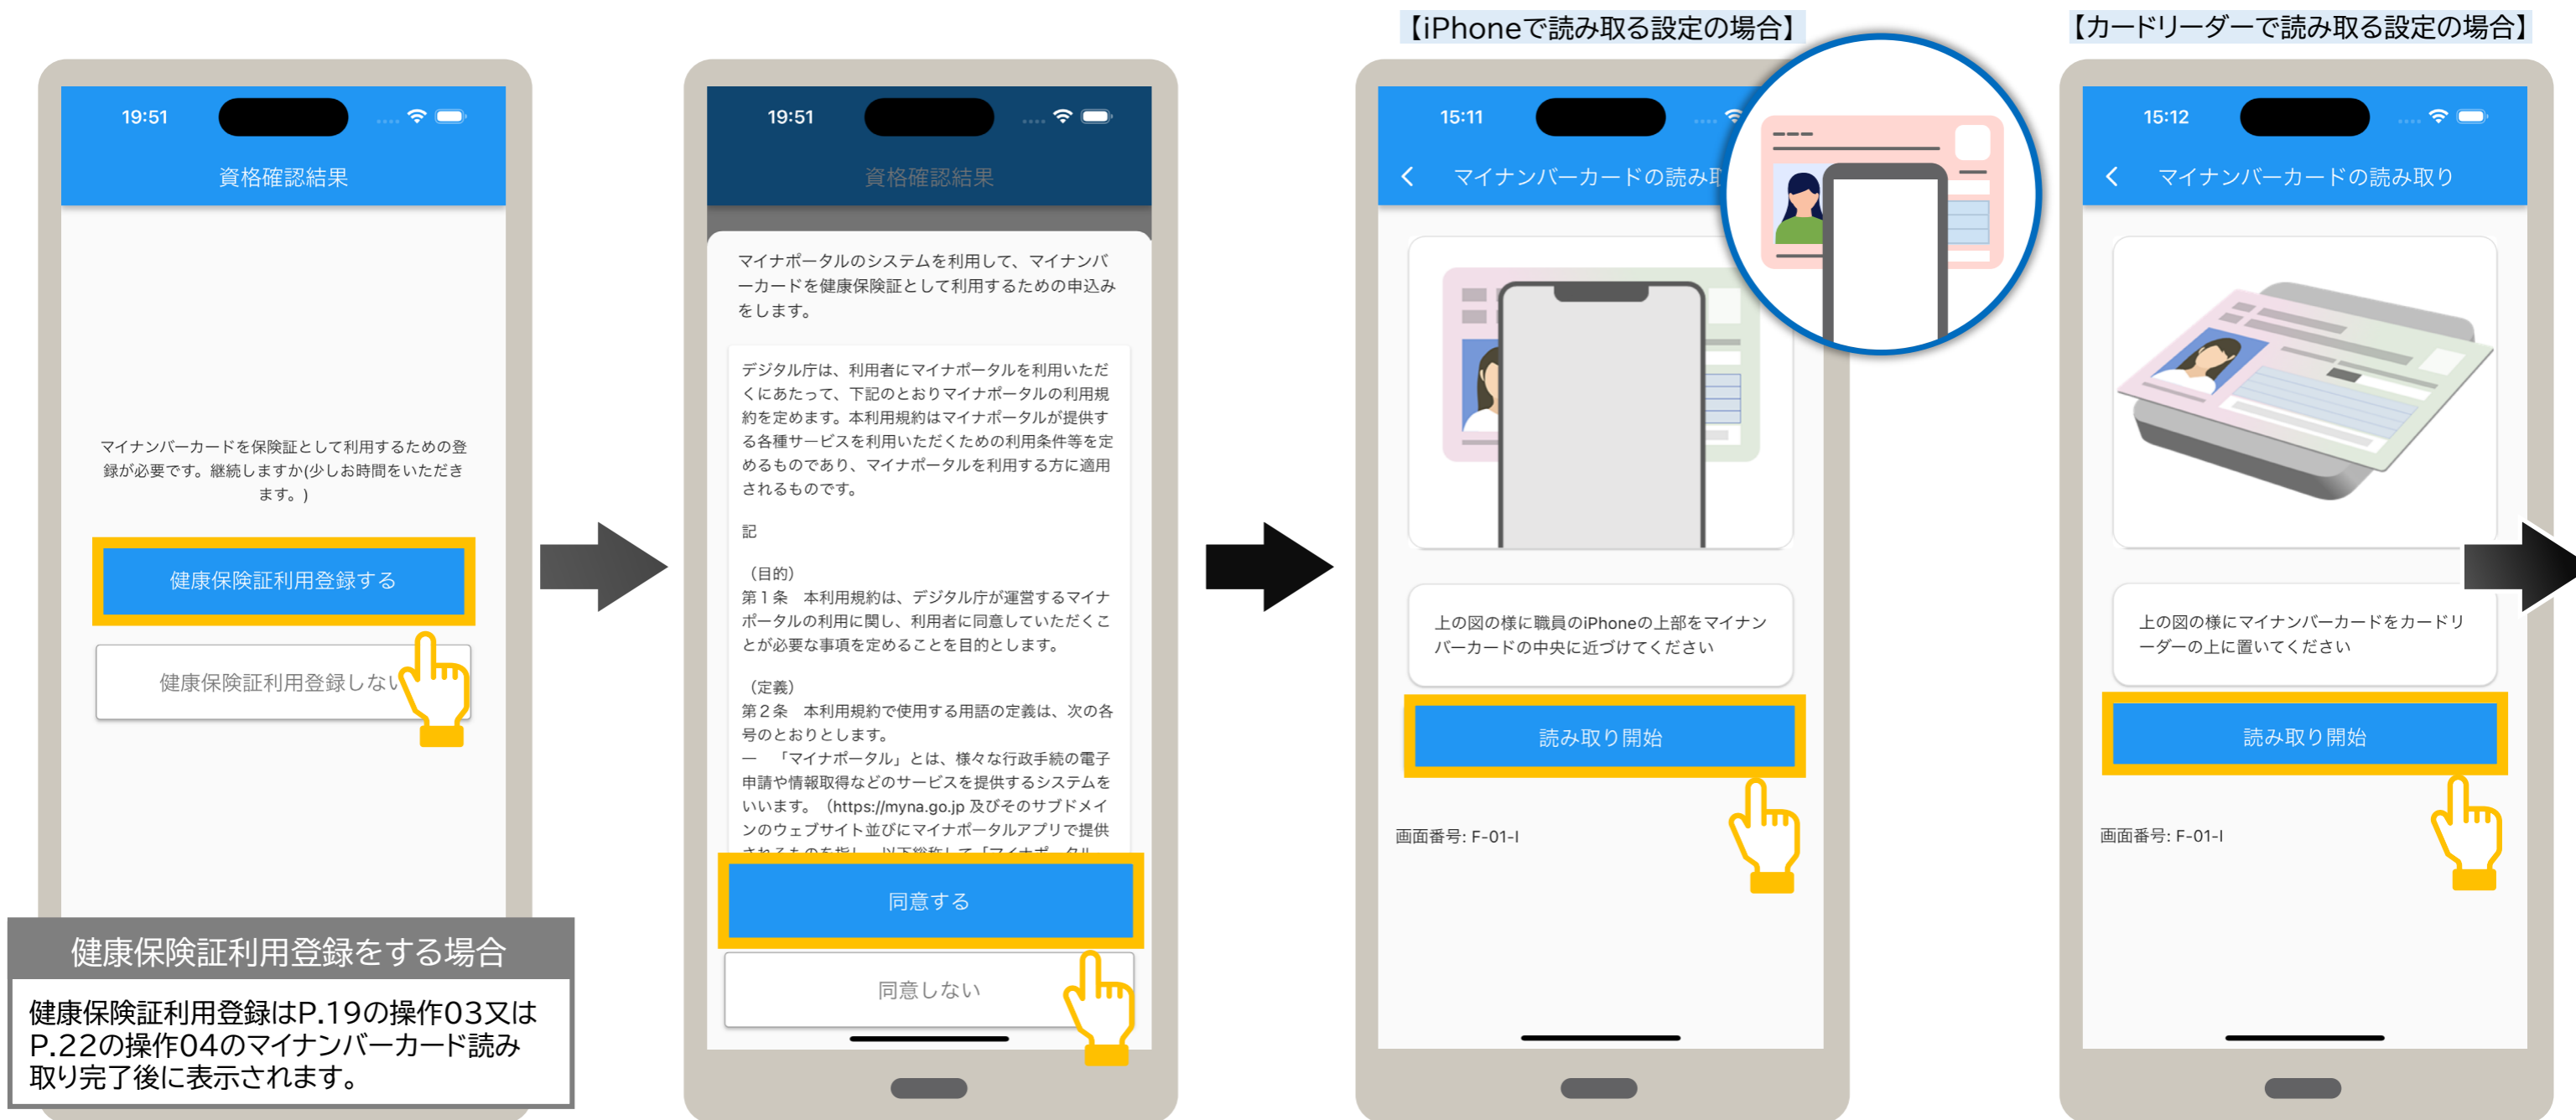 【iPhoneで読み取る設定の場合】
【カードリーダーで読み取る設定の場合】
19:51
資格確認結果
マイナンバーカードを保険証として利用するための登
録が必要です。継続しますか(少しお時間をいただき
ます。)
健康保険証利用登録する
健康保険証利用登録しない
健康保険証利用登録をする場合
健康保険証利用登録はP.19の操作03又は
P.22の操作04のマイナンバーカード読み
取り完了後に表示されます。
19:51
資格確認結果
マイナポータルのシステムを利用して、マイナンバ
ーカードを健康保険証として利用するための申込み
をします。
デジタル庁は、利用者にマイナポータルを利用いただ
くにあたって、下記のとおりマイナポータルの利用規
約を定めます。本利用規約はマイナポータルが提供す
る各種サービスを利用いただくための利用条件等を定
めるものであり、マイナポータルを利用する方に適用
されるものです。
記
（目的）
第１条　本利用規約は、デジタル庁が運営するマイナ
ポータルの利用に関し、利用者に同意していただくこ
とが必要な事項を定めることを目的とします。
（定義）
第２条　本利用規約で使用する用語の定義は、次の各
号のとおりとします。
一　「マイナポータル」とは、様々な行政手続の電子
申請や情報取得などのサービスを提供するシステムを
いいます。（https://myna.go.jp 及びそのサブドメイ
ンのウェブサイト並びにマイナポータルアプリで提供
されるものを指し、以下総称して「マイナポータル
同意する
同意しない
15:11
マイナンバーカードの読み取
上の図の様に職員のiPhoneの上部をマイナン
バーカードの中央に近づけてください
読み取り開始
画面番号: F-01-I
15:12
マイナンバーカードの読み取り
上の図の様にマイナンバーカードをカードリ
ーダーの上に置いてください
読み取り開始
画面番号: F-01-I